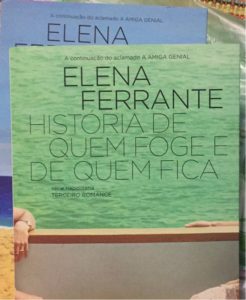 A continuação do aclamado A AMIGA GENIAL
ELENA
A continuação do aclamado A AMIGA GENIAL
ELENA
FERRANTE
HISTÓRIA DE
QUEM FOGE E
DE QUEM FICA
série napolitana
TERCEIRO ROMANCE